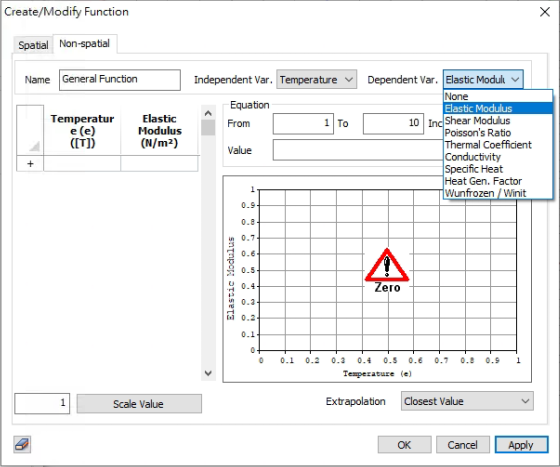 Create/Modify Function
Spatial Non-spatial
Name General Function Independent Var. Temperature Dependent Var. Elastic Modulu
None
Elastic Modulus
Shear Modulus
Poisson's Ratio
Thermal Coefficient
Conductivity
Specific Heat
Heat Gen. Factor
Wunfrozen / Winit
Temperatur
e (e)
([T])
Elastic
Modulus
(N/m²)
+
Equation
From 1 To 10 Inc
Value
Elastic Modulus
1
0.9
0.8
0.7
0.6
0.5
0.4
0.3
0.2
0.1
0
Zero
0 0.1 0.2 0.3 0.4 0.5 0.6 0.7 0.8 0.9 1
Temperature (e)
1 Scale Value
Extrapolation Closest Value
OK Cancel Apply